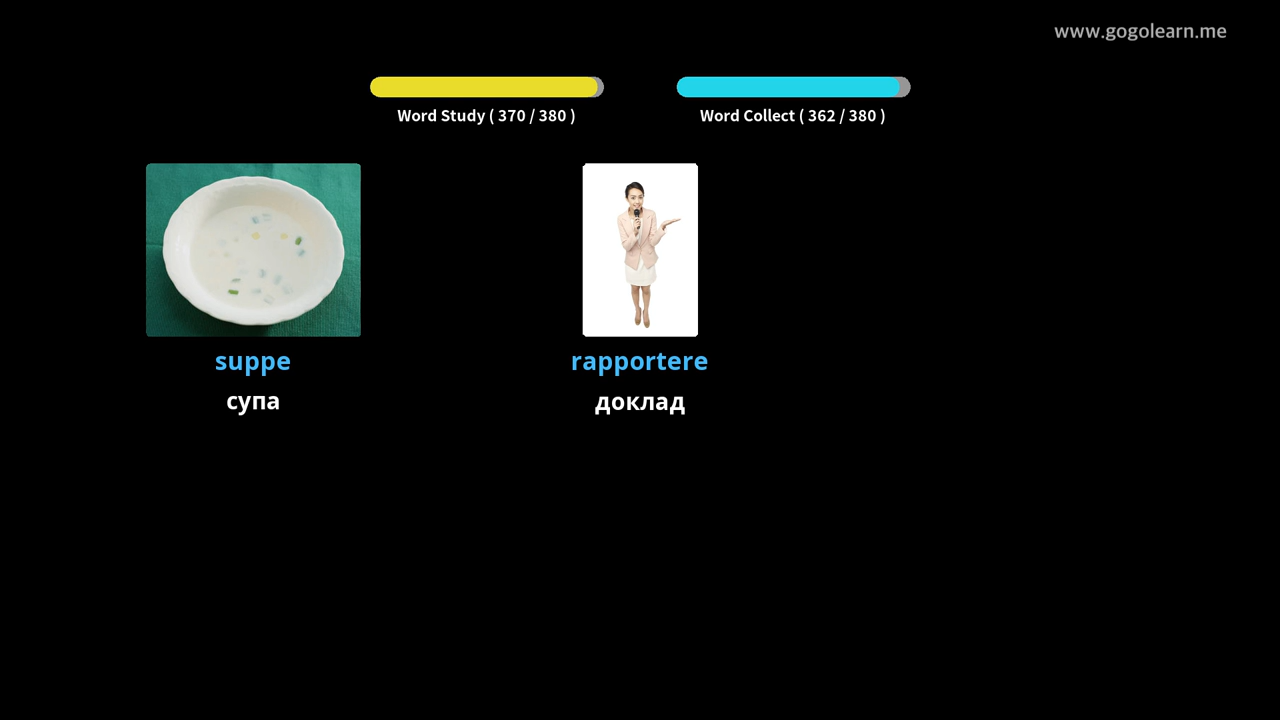 www.gogolearn.me
Word Study ( 370 / 380 )
Word Collect ( 362 / 380 )
suppe
супа
rapportere
доклад